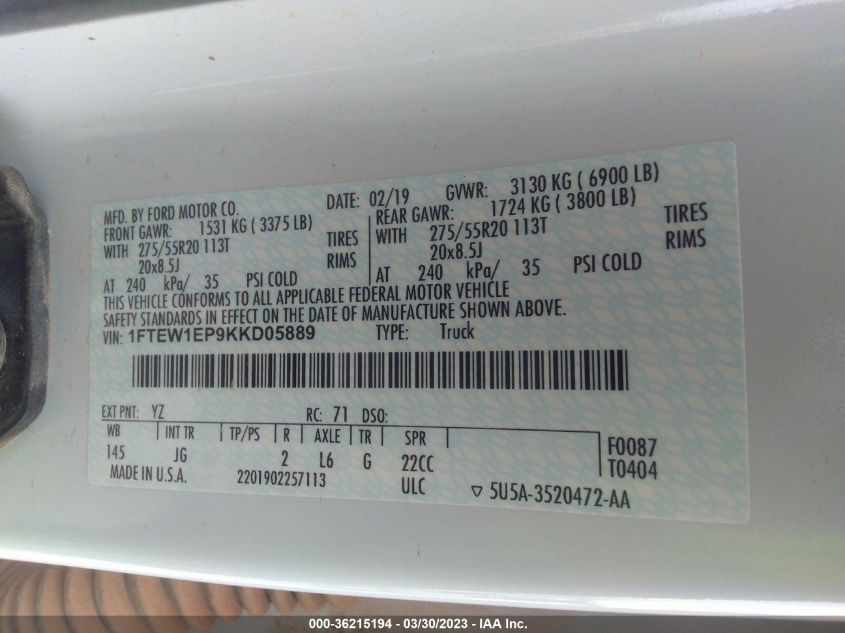 MFD. BY FORD MOTOR CO. DATE: 02/19 GVWR: 3130 KG ( 6900 LB)
FRONT GAWR: 1531 KG ( 3375 LB) REAR GAWR: 1724 KG ( 3800 LB)
WITH 275/55R20 113T TIRES WITH 275/55R20 113T TIRES
20x8.5J RIMS 20x8.5J RIMS
AT 240 kPa/ 35 PSI COLD AT 240 kPa/ 35 PSI COLD
THIS VEHICLE CONFORMS TO ALL APPLICABLE FEDERAL MOTOR VEHICLE
SAFETY STANDARDS IN EFFECT ON THE DATE OF MANUFACTURE SHOWN ABOVE.
VIN: 1FTEW1EP9KKD05889 TYPE: Truck
EXT PNT: YZ RC: 71 DSO:
WB INT TR TP/PS R AXLE TR SPR F0087
145 JG 2 L6 G 22CC T0404
MADE IN U.S.A. 2201902257113 ULC ▽ 5U5A-3520472-AA
000-36215194 - 03/30/2023 - IAA Inc.